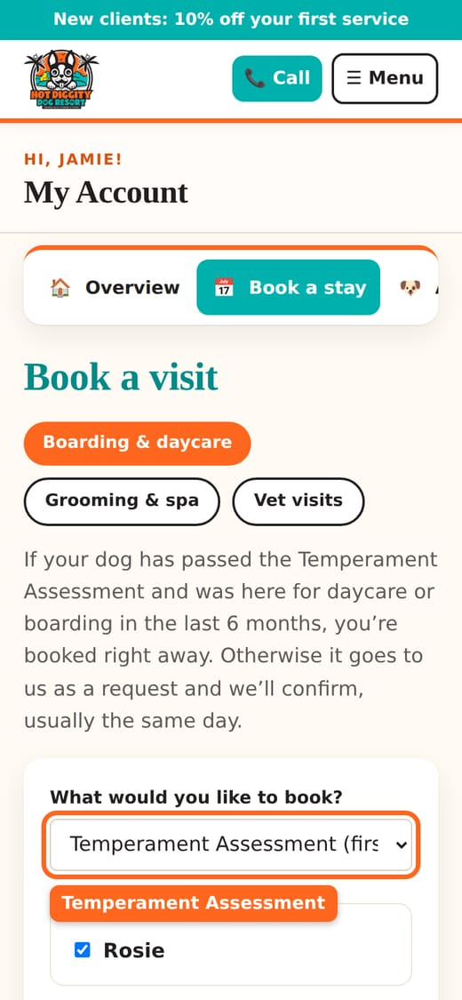 New clients: 10% off your first service
HOT DIGGITY
DOG RESORT
📞 Call
☰ Menu
HI, JAMIE!
My Account
🏠 Overview
📅 Book a stay
🐶
Book a visit
Boarding & daycare
Grooming & spa
Vet visits
If your dog has passed the Temperament
Assessment and was here for daycare or
boarding in the last 6 months, you’re
booked right away. Otherwise it goes to
us as a request and we’ll confirm,
usually the same day.
What would you like to book?
Temperament Assessment (firs
Temperament Assessment
Rosie